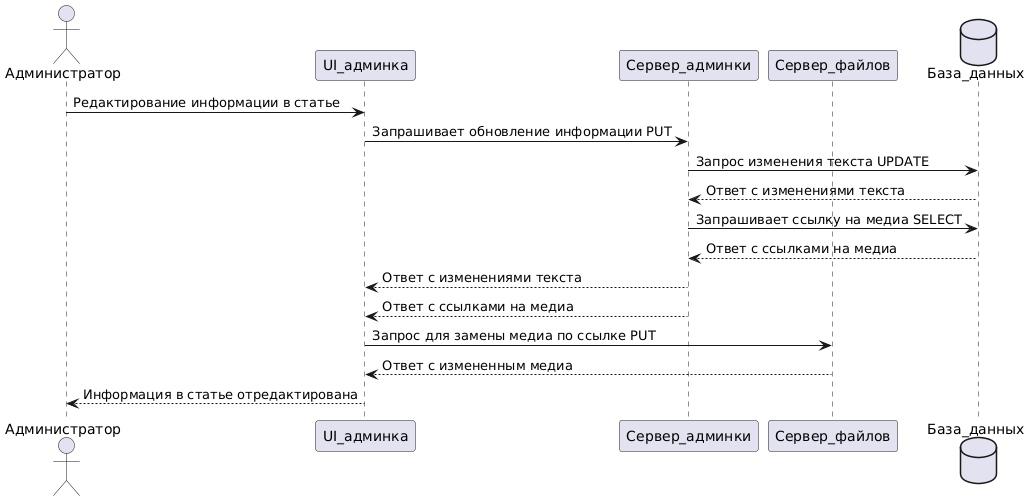 Администратор
UI_админка
Сервер_админки
Сервер_файлов
База_данных
Редактирование информации в статье
Запрашивает обновление информации PUT
Запрос изменения текста UPDATE
Ответ с изменениями текста
Запрашивает ссылку на медиа SELECT
Ответ с ссылками на медиа
Ответ с изменениями текста
Ответ с ссылками на медиа
Запрос для замены медиа по ссылке PUT
Ответ с измененным медиа
Информация в статье отредактирована
Администратор
UI_админка
Сервер_админки
Сервер_файлов
База_данных